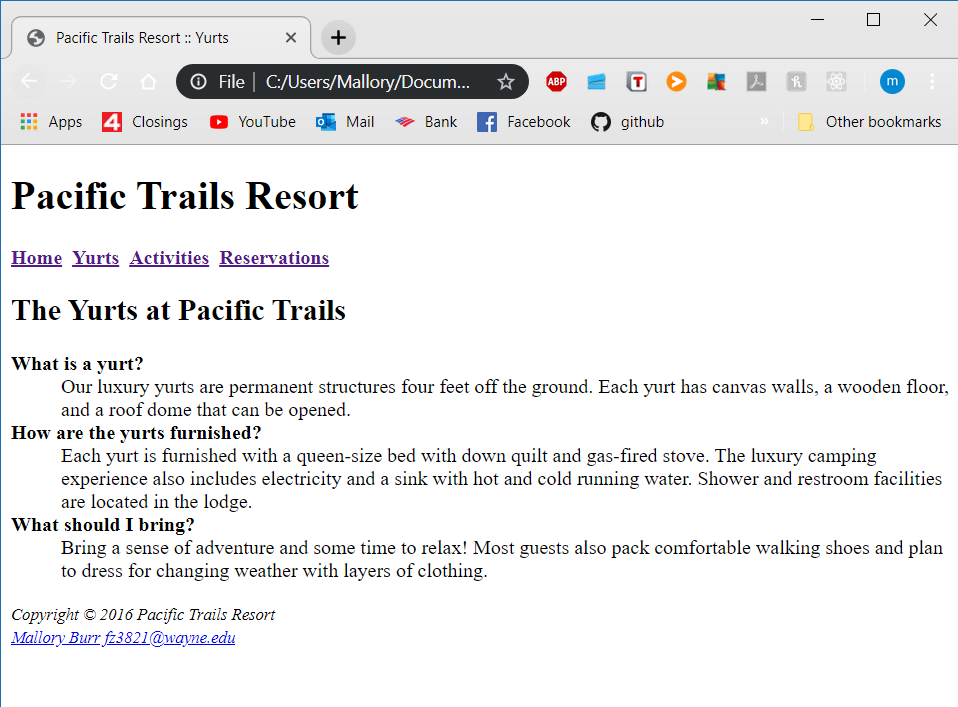 Pacific Trails Resort :: Yurts
File | C:/Users/Mallory/Docum...
ABP T m
Apps 4 Closings YouTube Mail Bank Facebook github » Other bookmarks
Pacific Trails Resort
Home Yurts Activities Reservations
The Yurts at Pacific Trails
What is a yurt?
Our luxury yurts are permanent structures four feet off the ground. Each yurt has canvas walls, a wooden floor,
and a roof dome that can be opened.
How are the yurts furnished?
Each yurt is furnished with a queen-size bed with down quilt and gas-fired stove. The luxury camping
experience also includes electricity and a sink with hot and cold running water. Shower and restroom facilities
are located in the lodge.
What should I bring?
Bring a sense of adventure and some time to relax! Most guests also pack comfortable walking shoes and plan
to dress for changing weather with layers of clothing.
Copyright © 2016 Pacific Trails Resort
Mallory Burr fz3821@wayne.edu